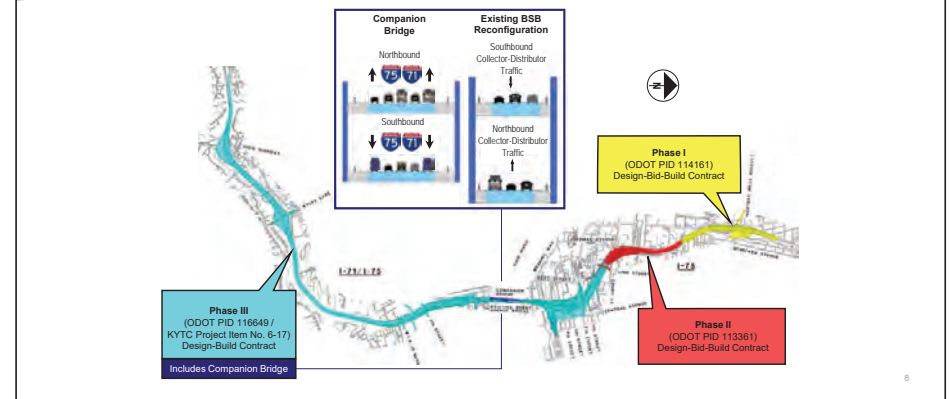 Companion
Bridge
Northbound
75 71
Southbound
75 71
Existing BSB
Reconfiguration
Southbound
Collector-Distributor
Traffic
Northbound
Collector-Distributor
Traffic
N
Phase I
(ODOT PID 114161)
Design-Bid-Build Contract
I-71/I-75
I-75
Phase III
(ODOT PID 116649 /
KYTC Project Item No. 6-17)
Design-Build Contract
Includes Companion Bridge
Phase II
(ODOT PID 113361)
Design-Bid-Build Contract
8